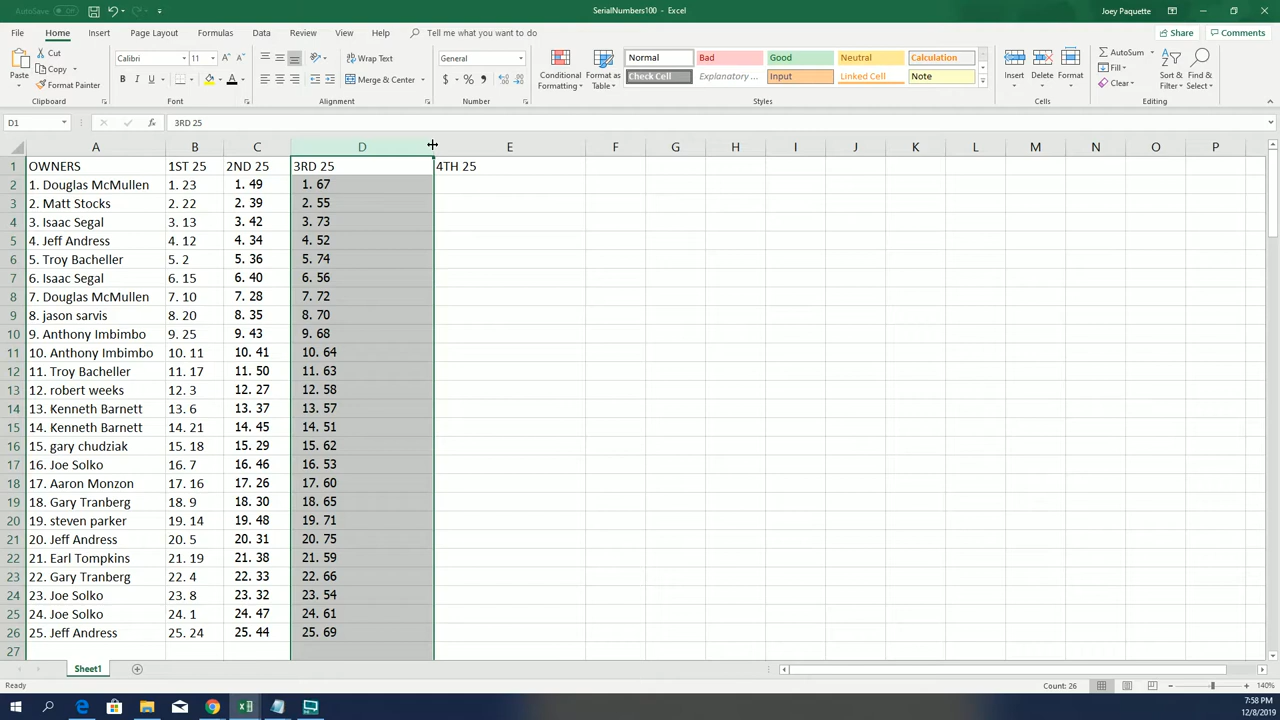 AutoSave Off SerialNumbers100 - Excel Joey Paquette
File Home Insert Page Layout Formulas Data Review View Help Tell me what you want to do Share Comments
Paste Cut Copy Format Painter Clipboard
Calibri 11 A A B I U A Font
ab Wrap Text Merge & Center Alignment
General $ % , Number
Conditional Formatting Format as Table Normal Bad Good Neutral Calculation
Check Cell Explanatory ... Input Linked Cell Note Styles
Insert Delete Format Cells
AutoSum Fill Clear Sort & Filter Find & Select Editing
D1 fx 3RD 25
A B C D E F G H I J K L M N O P
1 OWNERS 1ST 25 2ND 25 3RD 25 4TH 25
2 1. Douglas McMullen 1. 23 1. 49 1. 67
3 2. Matt Stocks 2. 22 2. 39 2. 55
4 3. Isaac Segal 3. 13 3. 42 3. 73
5 4. Jeff Andress 4. 12 4. 34 4. 52
6 5. Troy Bacheller 5. 2 5. 36 5. 74
7 6. Isaac Segal 6. 15 6. 40 6. 56
8 7. Douglas McMullen 7. 10 7. 28 7. 72
9 8. jason sarvis 8. 20 8. 35 8. 70
10 9. Anthony Imbimbo 9. 25 9. 43 9. 68
11 10. Anthony Imbimbo 10. 11 10. 41 10. 64
12 11. Troy Bacheller 11. 17 11. 50 11. 63
13 12. robert weeks 12. 3 12. 27 12. 58
14 13. Kenneth Barnett 13. 6 13. 37 13. 57
15 14. Kenneth Barnett 14. 21 14. 45 14. 51
16 15. gary chudziak 15. 18 15. 29 15. 62
17 16. Joe Solko 16. 7 16. 46 16. 53
18 17. Aaron Monzon 17. 16 17. 26 17. 60
19 18. Gary Tranberg 18. 9 18. 30 18. 65
20 19. steven parker 19. 14 19. 48 19. 71
21 20. Jeff Andress 20. 5 20. 31 20. 75
22 21. Earl Tompkins 21. 19 21. 38 21. 59
23 22. Gary Tranberg 22. 4 22. 33 22. 66
24 23. Joe Solko 23. 8 23. 32 23. 54
25 24. Joe Solko 24. 1 24. 47 24. 61
26 25. Jeff Andress 25. 24 25. 44 25. 69
27
Sheet1
Ready Count: 26 140%
7:58 PM
12/8/2019